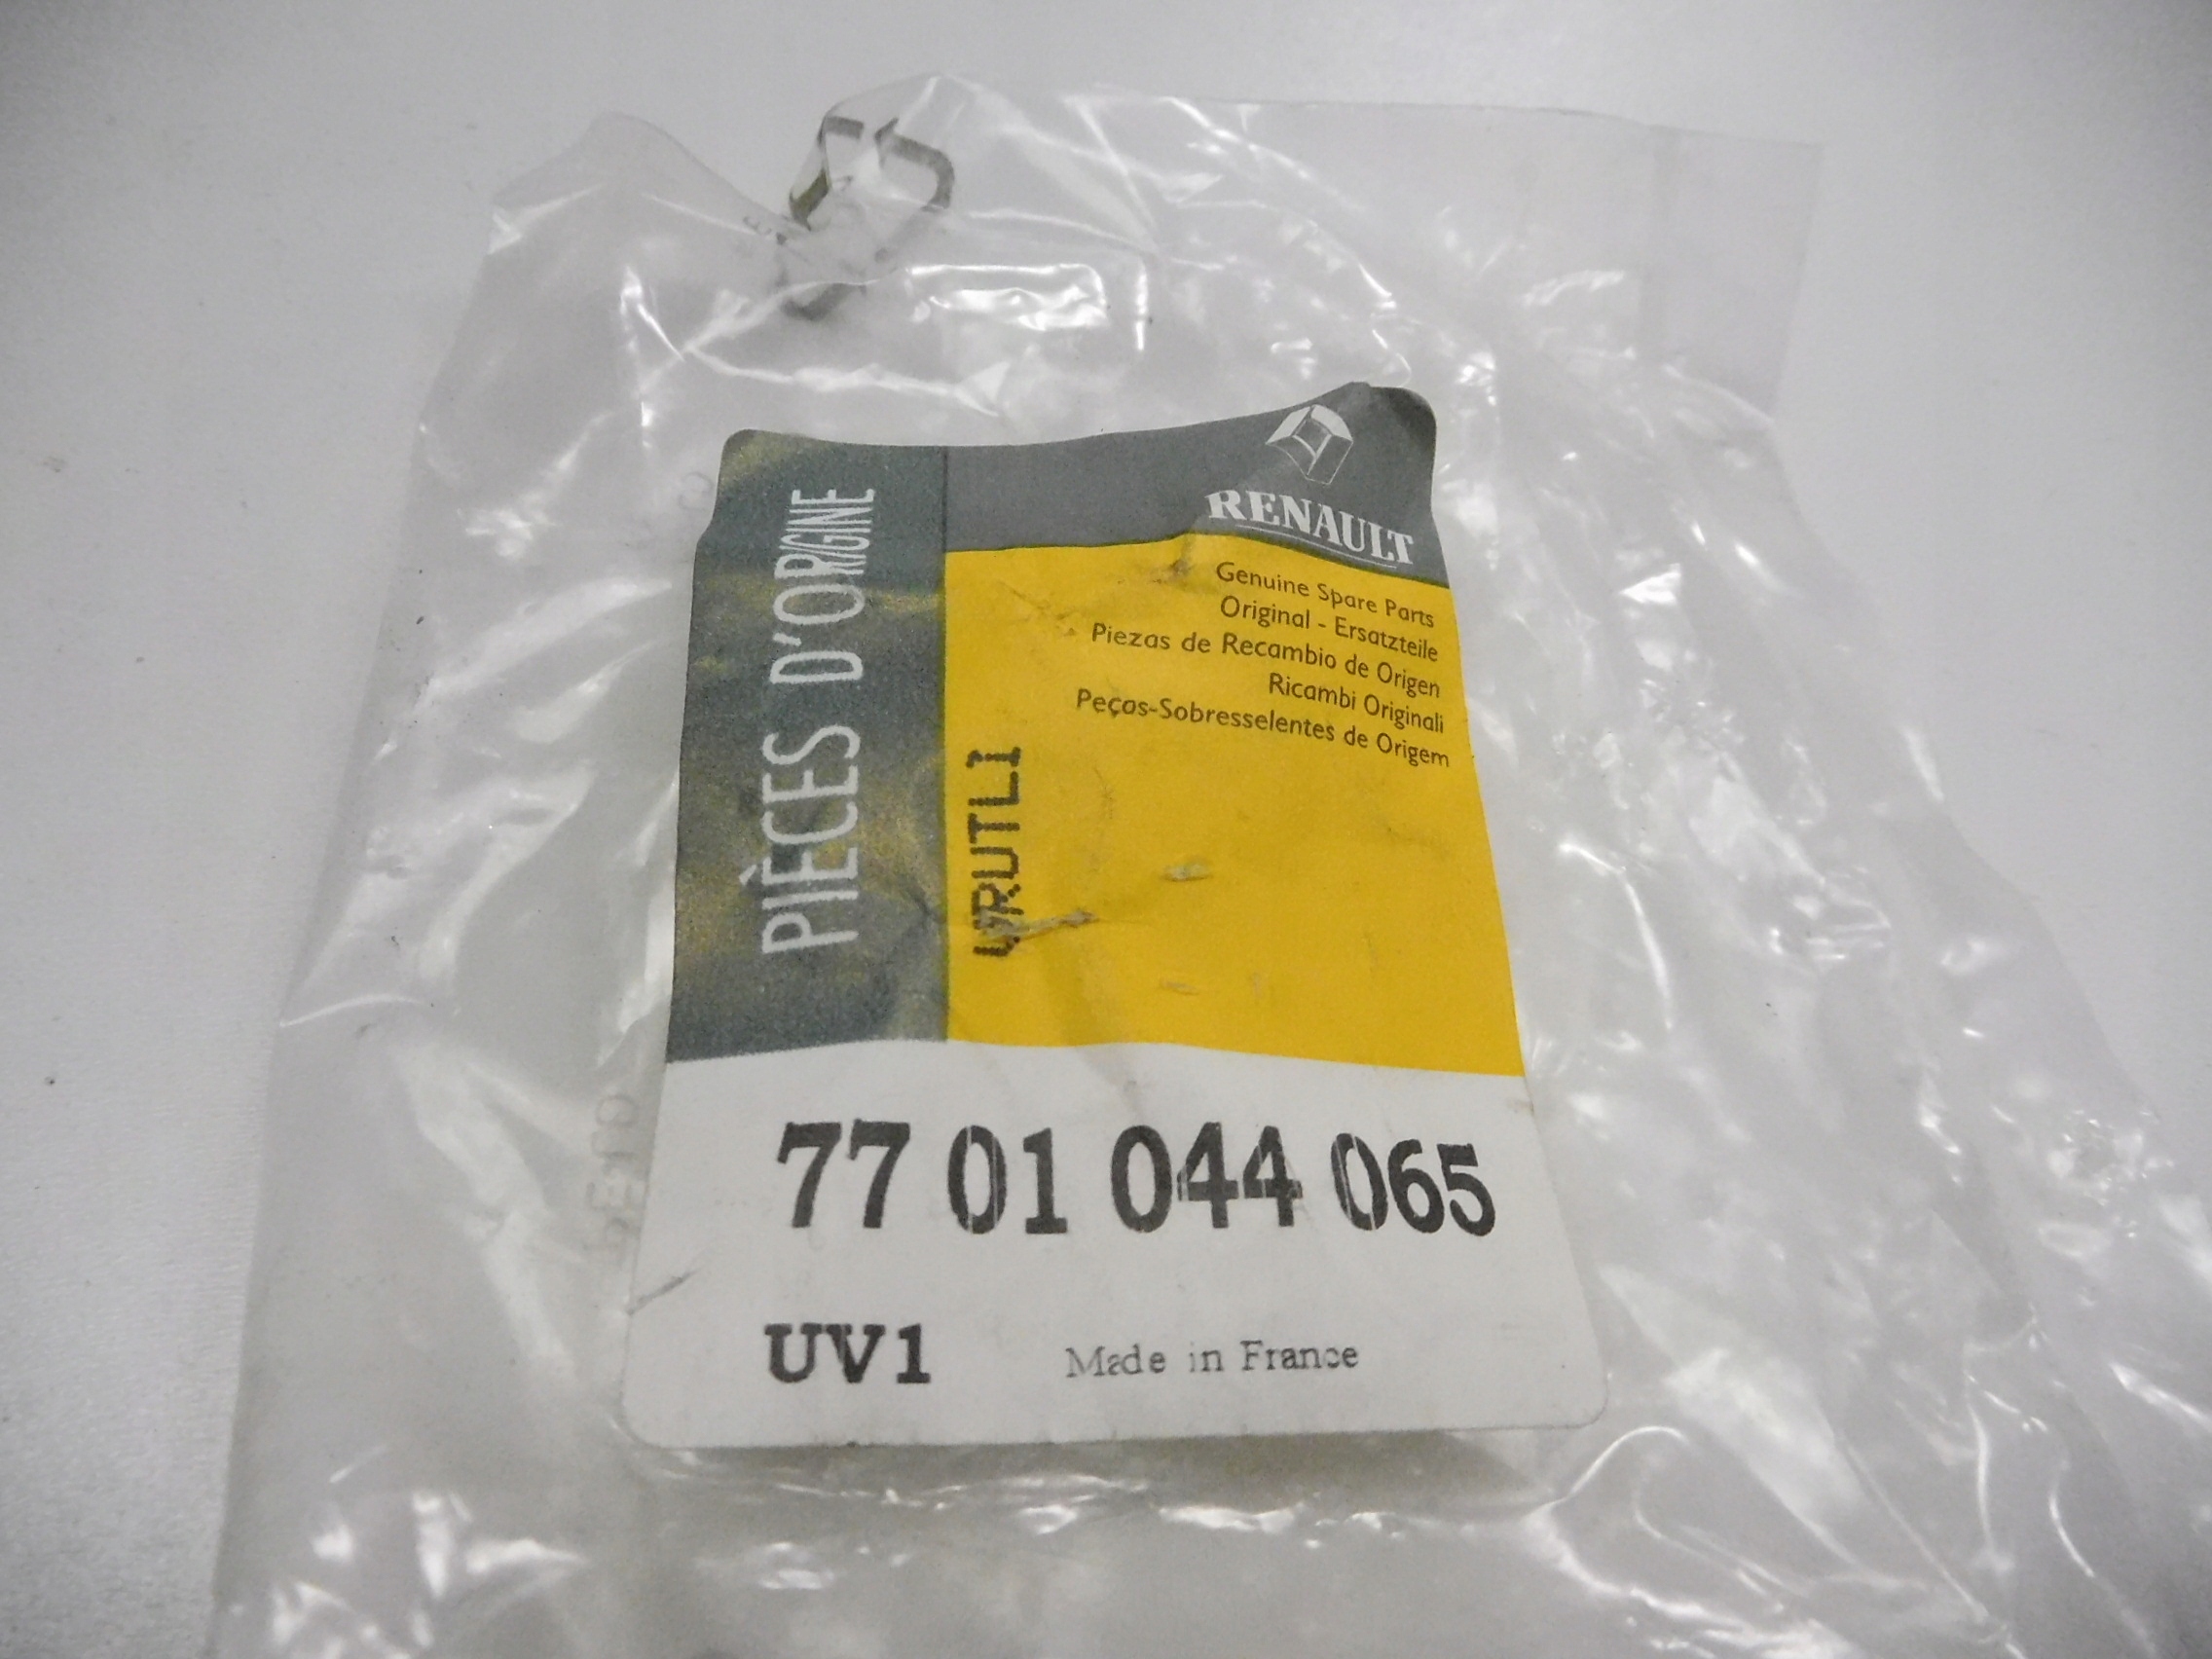 RENAULT
PIÈCES D'ORIGINE
Genuine Spare Parts
Original - Ersatzteile
Piezas de Recambio de Origen
Ricambi Originali
Peças-Sobresselentes de Origem
77 01 044 065
UV1 Made in France